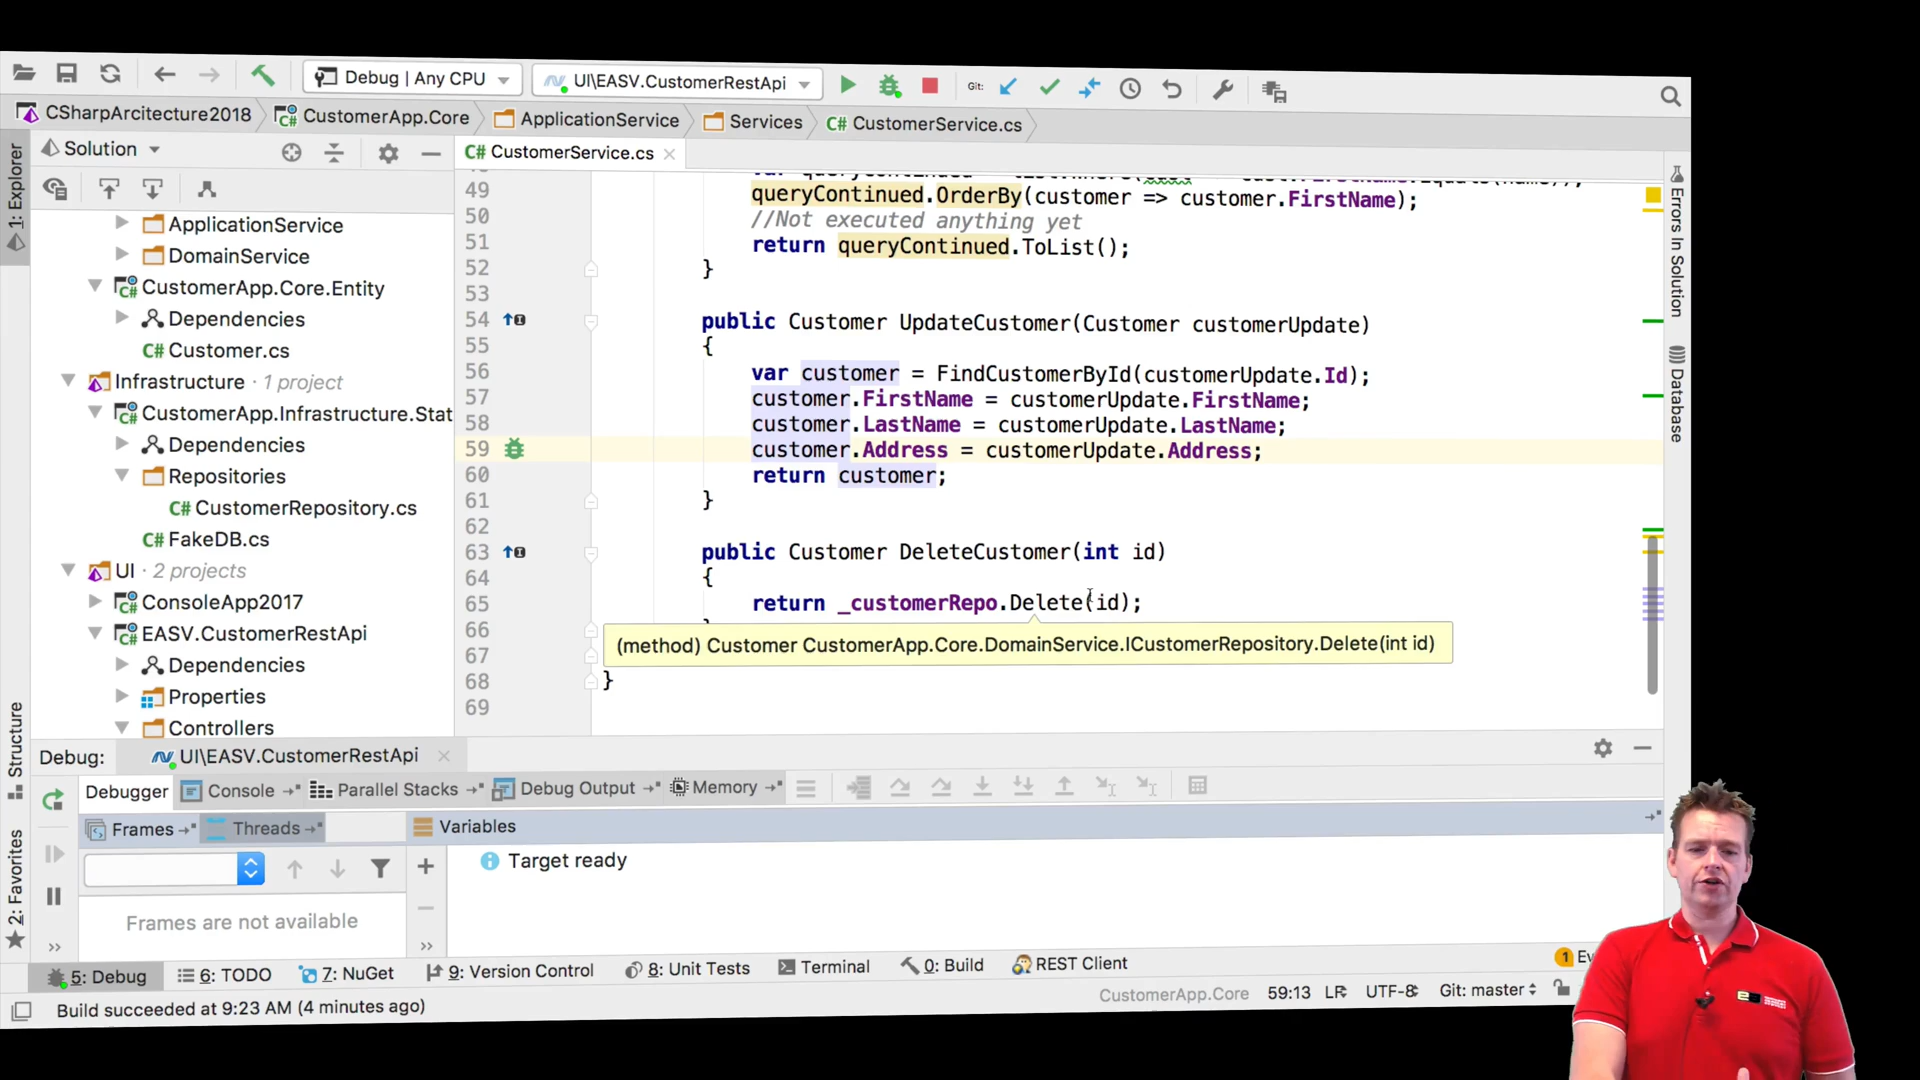 Debug | Any CPU
UI\EASV.CustomerRestApi
Git:
CSharpArcitecture2018
CustomerApp.Core
ApplicationService
Services
C# CustomerService.cs
1: Explorer
Solution
C# CustomerService.cs
ApplicationService
DomainService
CustomerApp.Core.Entity
Dependencies
C# Customer.cs
Infrastructure · 1 project
CustomerApp.Infrastructure.Stat
Dependencies
Repositories
C# CustomerRepository.cs
C# FakeDB.cs
UI · 2 projects
ConsoleApp2017
EASV.CustomerRestApi
Dependencies
Properties
Controllers
49 queryContinued.OrderBy(customer => customer.FirstName);
50 //Not executed anything yet
51 return queryContinued.ToList();
52 }
53
54 public Customer UpdateCustomer(Customer customerUpdate)
55 {
56 var customer = FindCustomerById(customerUpdate.Id);
57 customer.FirstName = customerUpdate.FirstName;
58 customer.LastName = customerUpdate.LastName;
59 customer.Address = customerUpdate.Address;
60 return customer;
61 }
62
63 public Customer DeleteCustomer(int id)
64 {
65 return _customerRepo.Delete(id);
66
(method) Customer CustomerApp.Core.DomainService.ICustomerRepository.Delete(int id)
67
68 }
69
Errors In Solution
Database
Structure
2: Favorites
Debug: UI\EASV.CustomerRestApi
Debugger
Console
Parallel Stacks
Debug Output
Memory
Frames
Threads
Variables
Target ready
Frames are not available
5: Debug
6: TODO
7: NuGet
9: Version Control
8: Unit Tests
Terminal
0: Build
REST Client
1 Ev
Build succeeded at 9:23 AM (4 minutes ago)
CustomerApp.Core
59:13
LF
UTF-8
Git: master